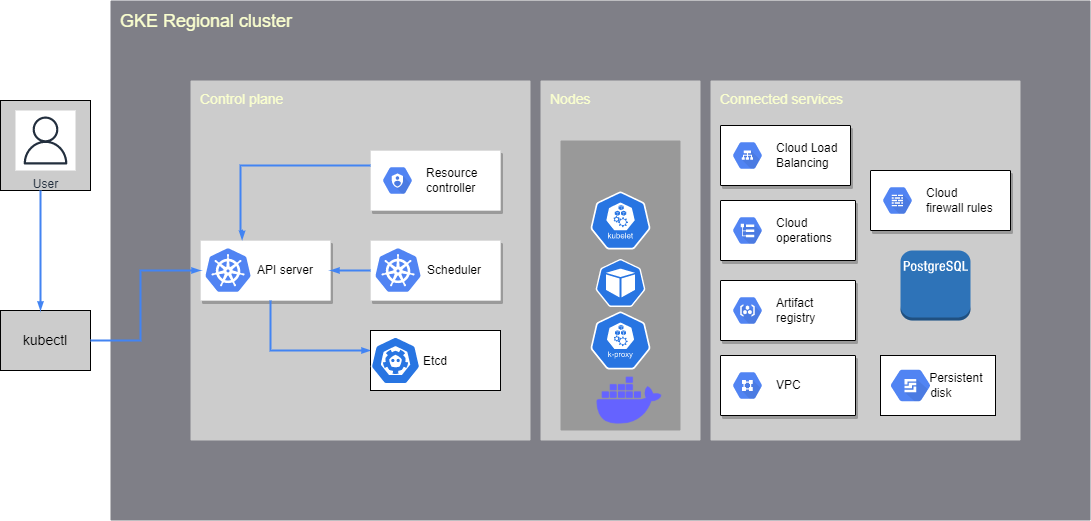 GKE Regional cluster
User
kubectl
Control plane
Resource
controller
API server
Scheduler
Etcd
Nodes
kubelet
k-proxy
Connected services
Cloud Load
Balancing
Cloud
operations
Artifact
registry
VPC
Cloud
firewall rules
PostgreSQL
Persistent
disk